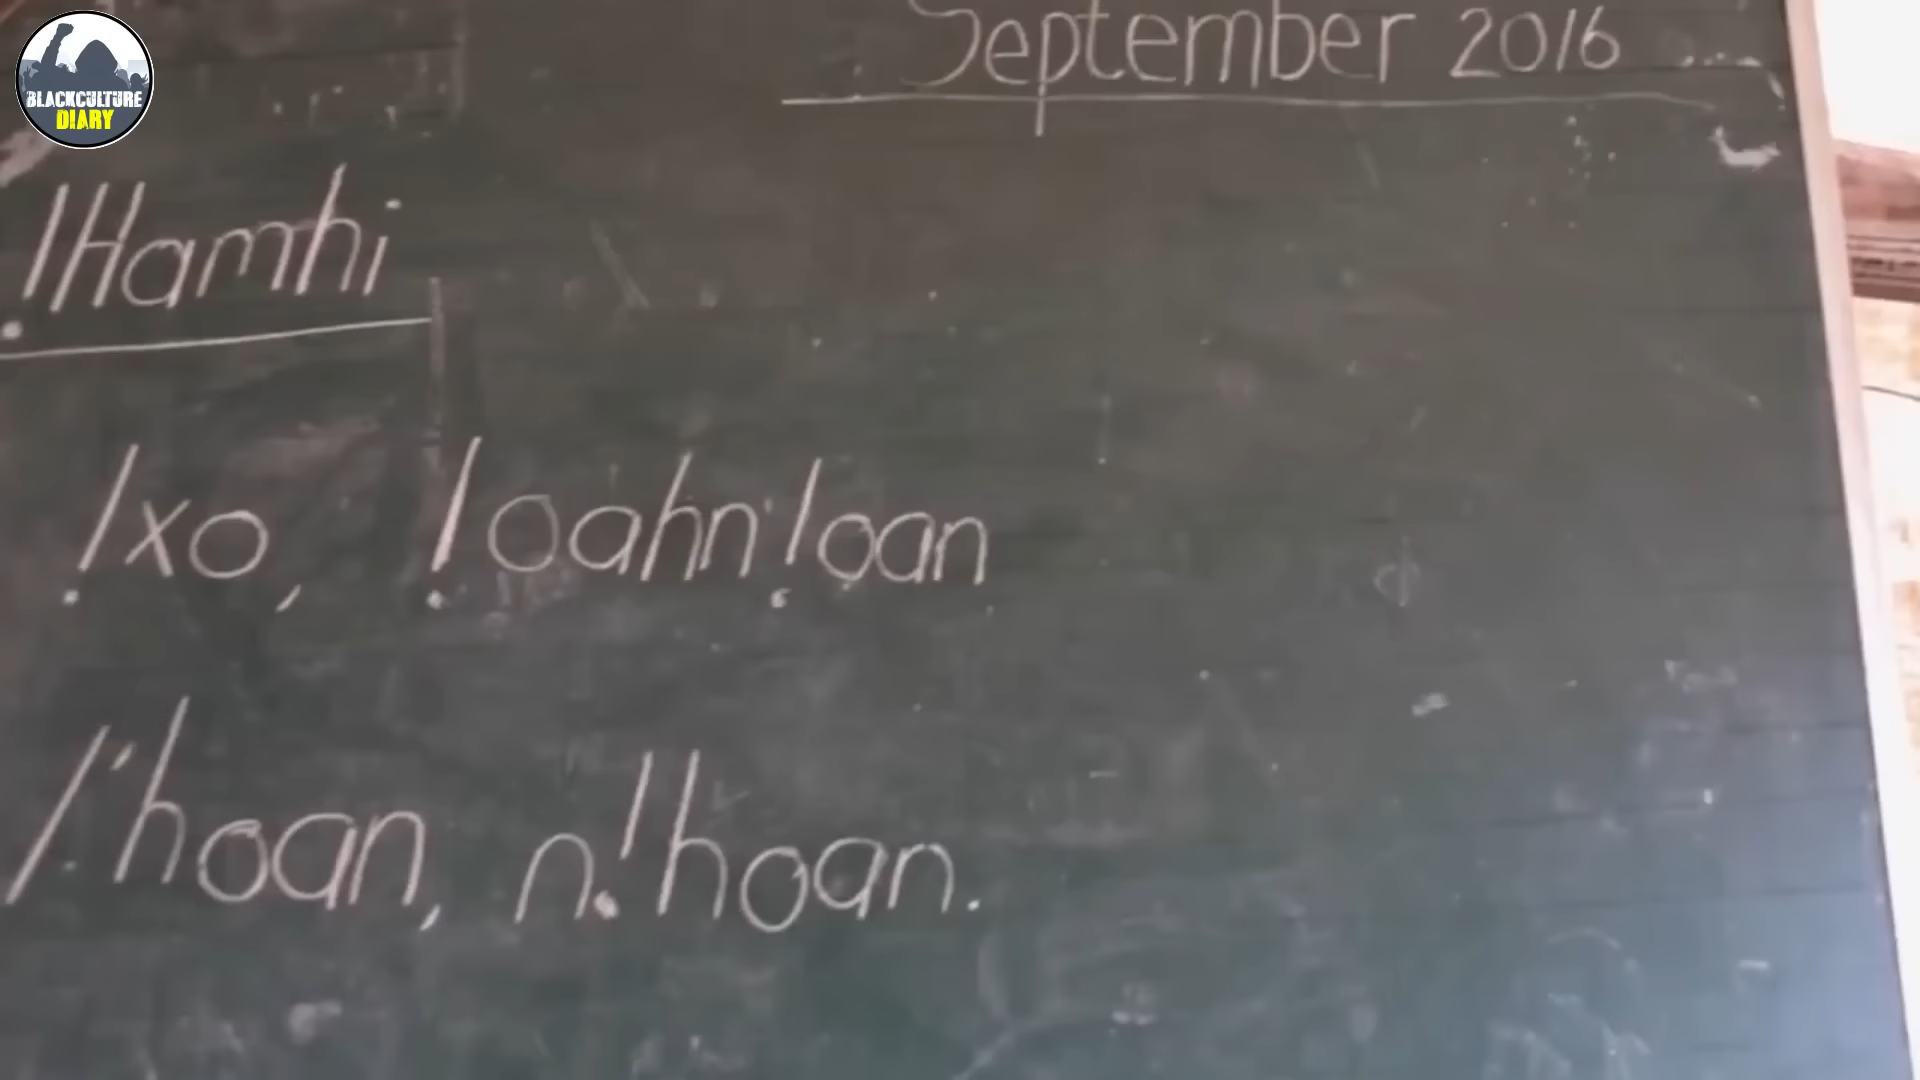 BLACKCULTURE
DIARY
September 2016
!Hamhi
!xo, !oahn'!oan
/'hoan, n!hoan.